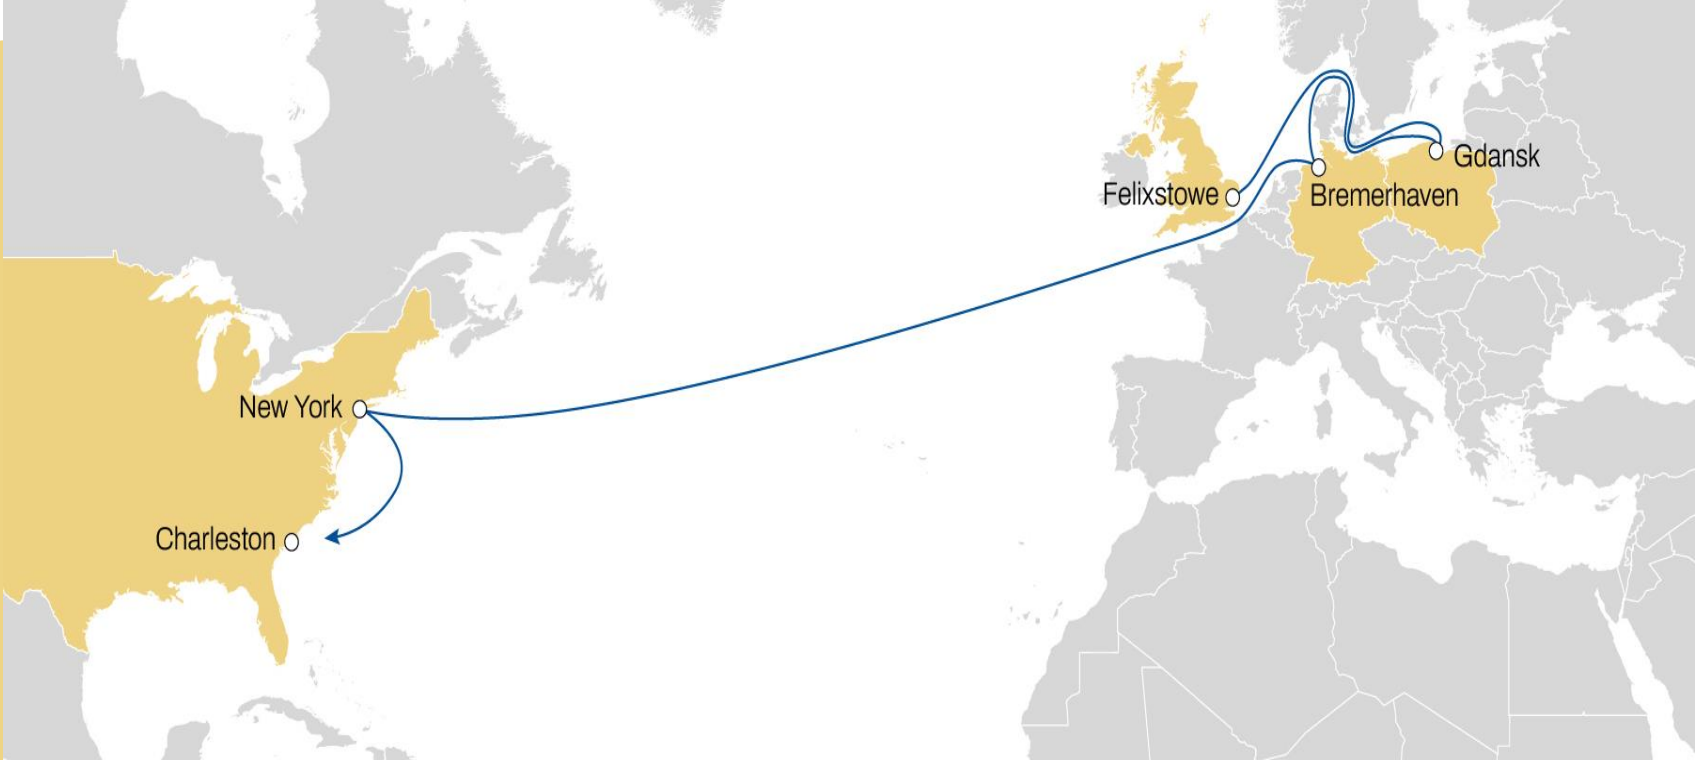 Gdansk
Felixstowe
Bremerhaven
New York
Charleston